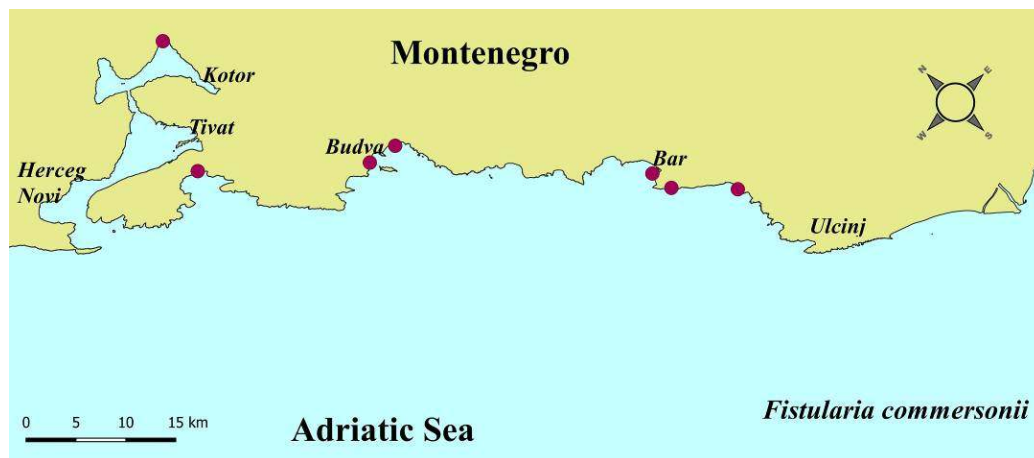 Montenegro
Kotor
Tivat
Budva
Bar
Herceg
Novi
Ulcinj
N
E
W
S
Fistularia commersonii
0 5 10 15 km
Adriatic Sea